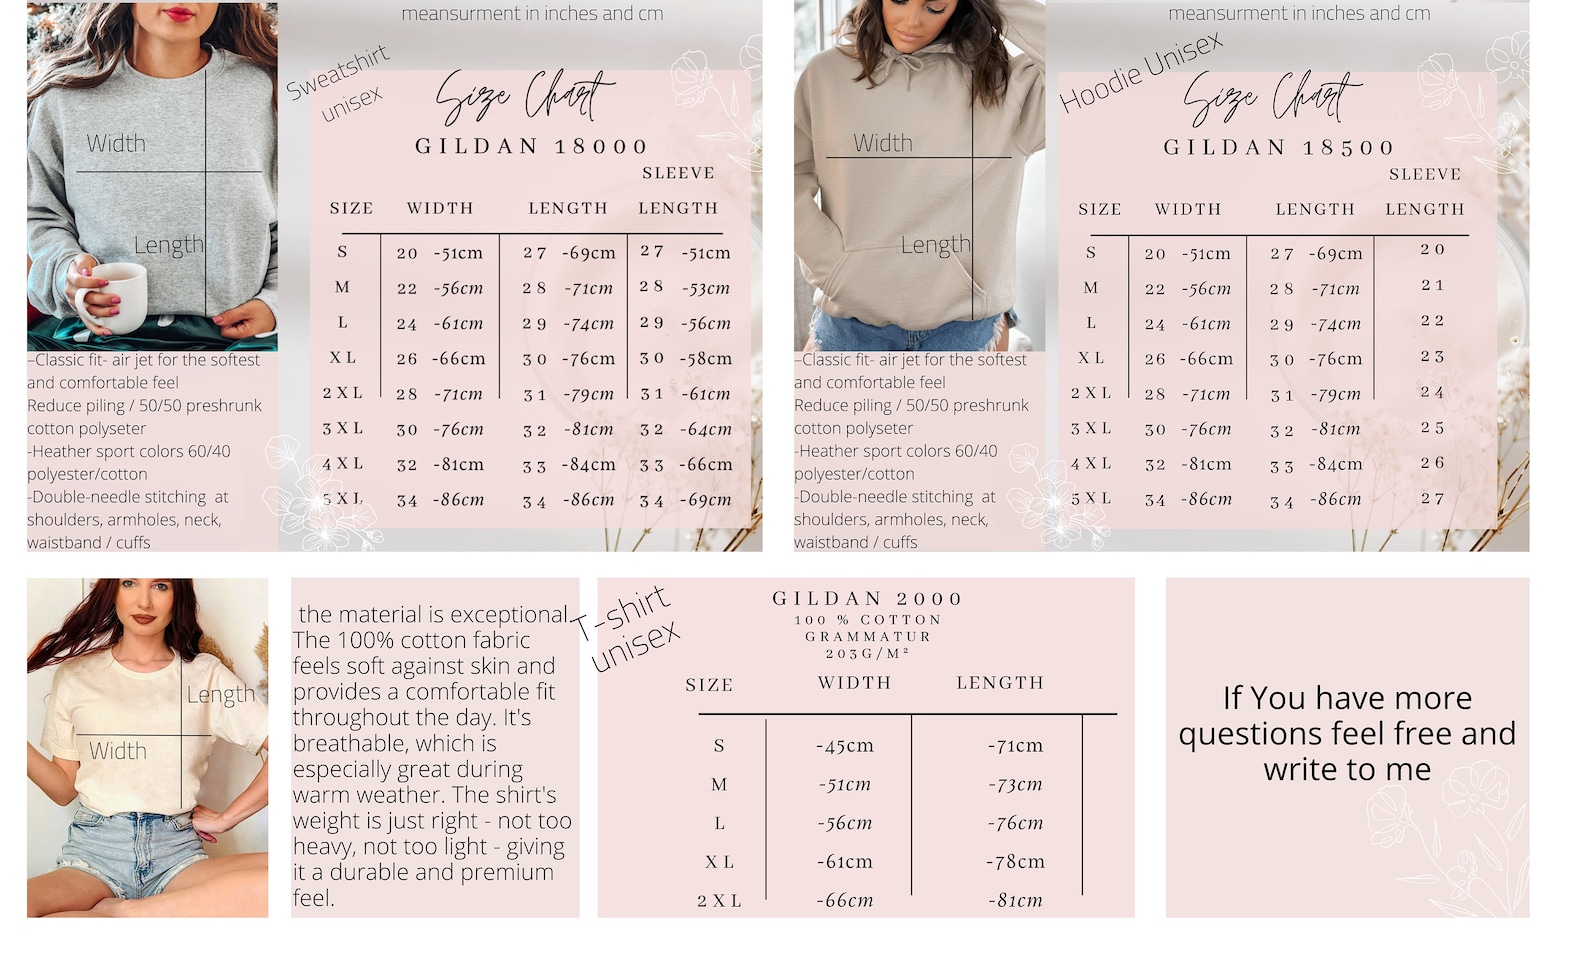 meansurment in inches and cm
Sweatshirt
unisex
Size Chart
GILDAN 18000
SLEEVE
SIZE WIDTH LENGTH LENGTH
S 20 -51cm 27 -69cm 27 -51cm
M 22 -56cm 28 -71cm 28 -53cm
L 24 -61cm 29 -74cm 29 -56cm
XL 26 -66cm 30 -76cm 30 -58cm
2XL 28 -71cm 31 -79cm 31 -61cm
3XL 30 -76cm 32 -81cm 32 -64cm
4XL 32 -81cm 33 -84cm 33 -66cm
5XL 34 -86cm 34 -86cm 34 -69cm
Width
Length
–Classic fit- air jet for the softest
and comfortable feel
Reduce piling / 50/50 preshrunk
cotton polyseter
-Heather sport colors 60/40
polyester/cotton
-Double-needle stitching at
shoulders, armholes, neck,
waistband / cuffs
meansurment in inches and cm
Hoodie Unisex
Size Chart
GILDAN 18500
SLEEVE
SIZE WIDTH LENGTH LENGTH
S 20 -51cm 27 -69cm 20
M 22 -56cm 28 -71cm 21
L 24 -61cm 29 -74cm 22
XL 26 -66cm 30 -76cm 23
2XL 28 -71cm 31 -79cm 24
3XL 30 -76cm 32 -81cm 25
4XL 32 -81cm 33 -84cm 26
5XL 34 -86cm 34 -86cm 27
Width
Length
–Classic fit- air jet for the softest
and comfortable feel
Reduce piling / 50/50 preshrunk
cotton polyseter
-Heather sport colors 60/40
polyester/cotton
-Double-needle stitching at
shoulders, armholes, neck,
waistband / cuffs
Length
Width
the material is exceptional.
The 100% cotton fabric
feels soft against skin and
provides a comfortable fit
throughout the day. It's
breathable, which is
especially great during
warm weather. The shirt's
weight is just right - not too
heavy, not too light - giving
it a durable and premium
feel.
T-shirt
unisex
GILDAN 2000
100 % COTTON
GRAMMATUR
203G/M²
SIZE WIDTH LENGTH
S -45cm -71cm
M -51cm -73cm
L -56cm -76cm
XL -61cm -78cm
2XL -66cm -81cm
If You have more
questions feel free and
write to me